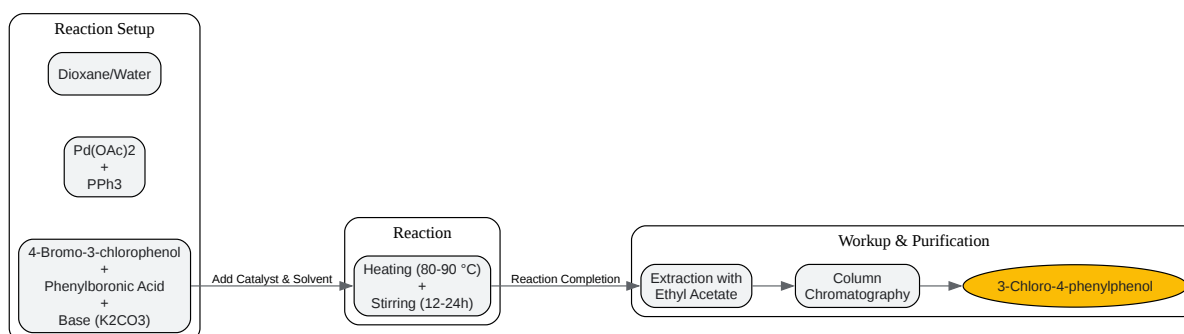 Reaction Setup
Dioxane/Water
Pd(OAc)2
+
PPh3
4-Bromo-3-chlorophenol
+
Phenylboronic Acid
+
Base (K2CO3)
Add Catalyst & Solvent
Reaction
Heating (80-90 °C)
+
Stirring (12-24h)
Reaction Completion
Workup & Purification
Extraction with
Ethyl Acetate
Column
Chromatography
3-Chloro-4-phenylphenol